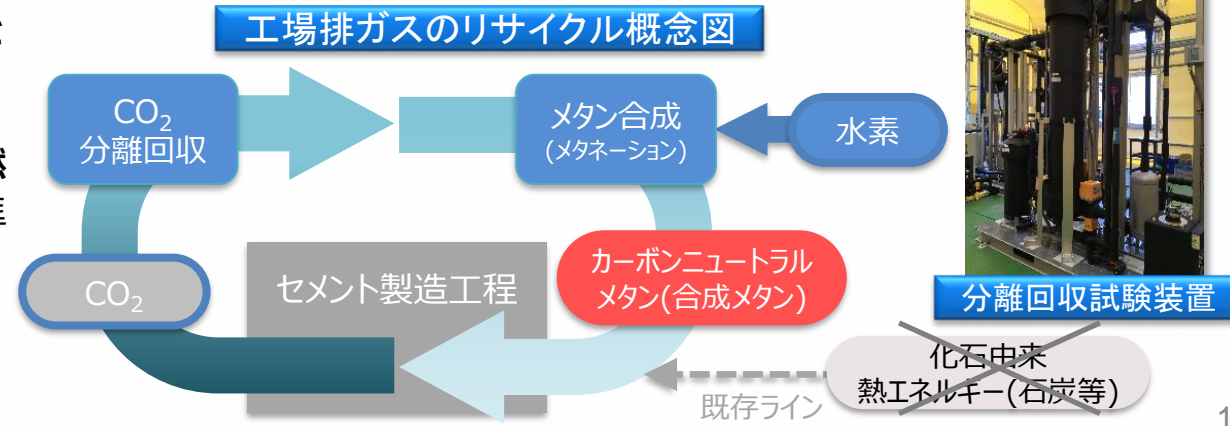 工場排ガスのリサイクル概念図
CO₂
分離回収
メタン合成
(メタネーション)
水素
CO₂
セメント製造工程
カーボンニュートラル
メタン(合成メタン)
分離回収試験装置
化石由来
熱エネルギー(石炭等)
既存ライン
1